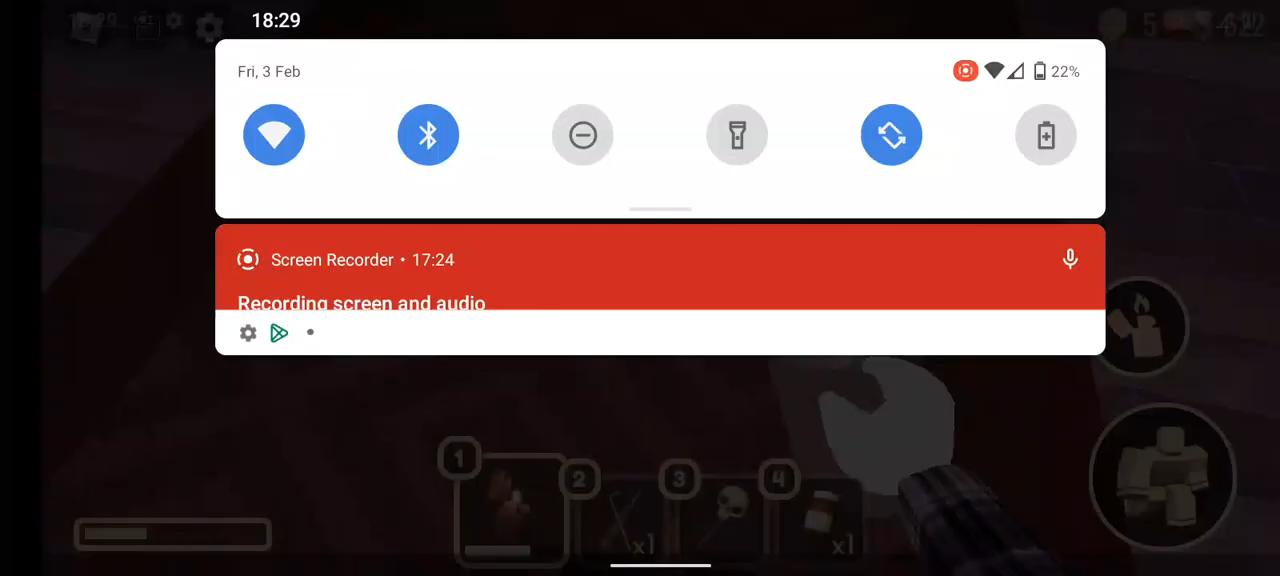 18:29
Fri, 3 Feb
22%
Screen Recorder • 17:24
Recording screen and audio
1
2
3
4
x1
x1
5